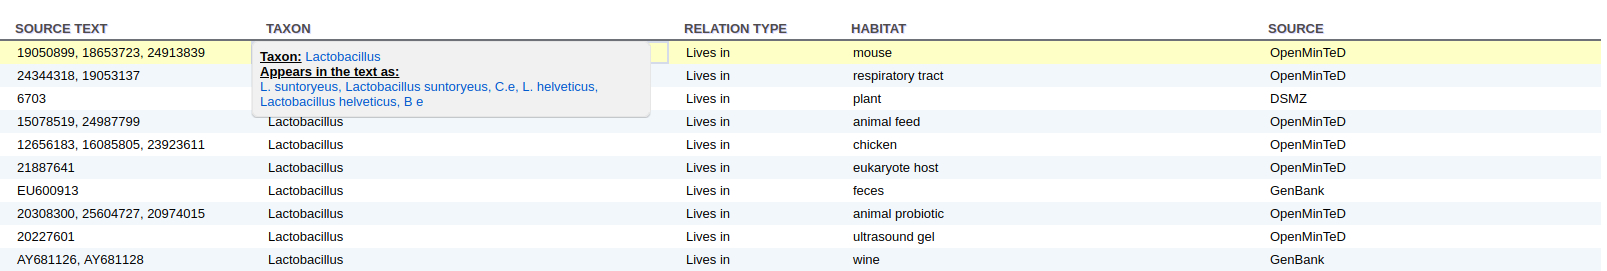 SOURCE TEXT TAXON RELATION TYPE HABITAT SOURCE
19050899, 18653723, 24913839 Lives in mouse OpenMinTeD
Taxon: Lactobacillus
Appears in the text as:
L. suntoryeus, Lactobacillus suntoryeus, C.e, L. helveticus,
Lactobacillus helveticus, B e
24344318, 19053137 Lives in respiratory tract OpenMinTeD
6703 Lives in plant DSMZ
15078519, 24987799 Lactobacillus Lives in animal feed OpenMinTeD
12656183, 16085805, 23923611 Lactobacillus Lives in chicken OpenMinTeD
21887641 Lactobacillus Lives in eukaryote host OpenMinTeD
EU600913 Lactobacillus Lives in feces GenBank
20308300, 25604727, 20974015 Lactobacillus Lives in animal probiotic OpenMinTeD
20227601 Lactobacillus Lives in ultrasound gel OpenMinTeD
AY681126, AY681128 Lactobacillus Lives in wine GenBank